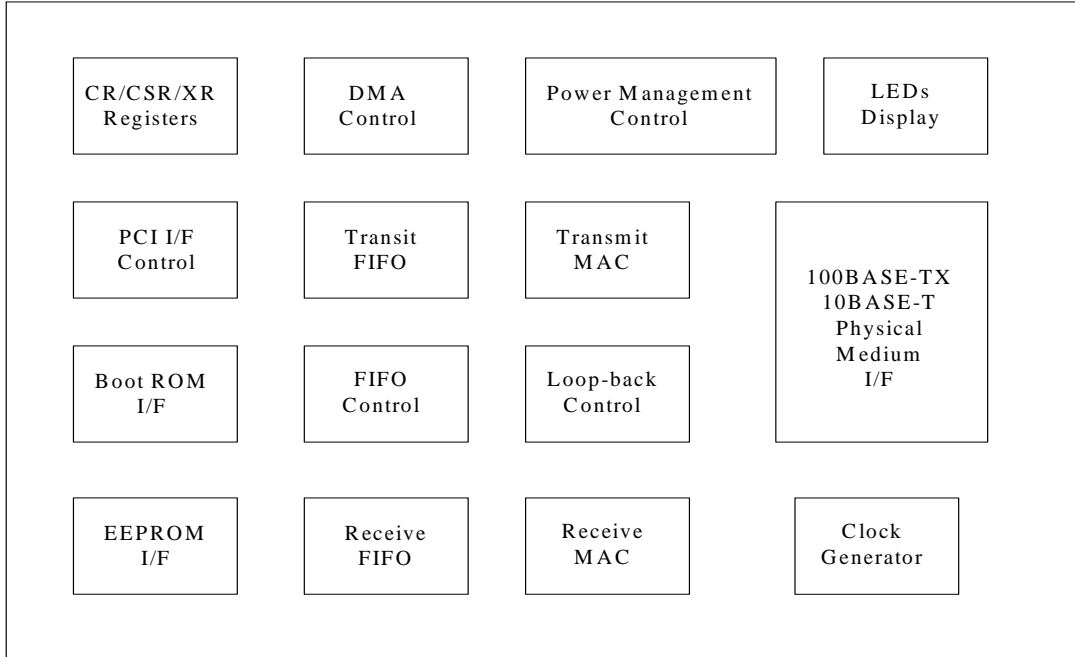 CR/CSR/XR
Registers
DMA
Control
Power Management
Control
LEDs
Display
PCI I/F
Control
Transit
FIFO
Transmit
MAC
100BASE-TX
10BASE-T
Physical
Medium
I/F
Boot ROM
I/F
FIFO
Control
Loop-back
Control
EEPROM
I/F
Receive
FIFO
Receive
MAC
Clock
Generator